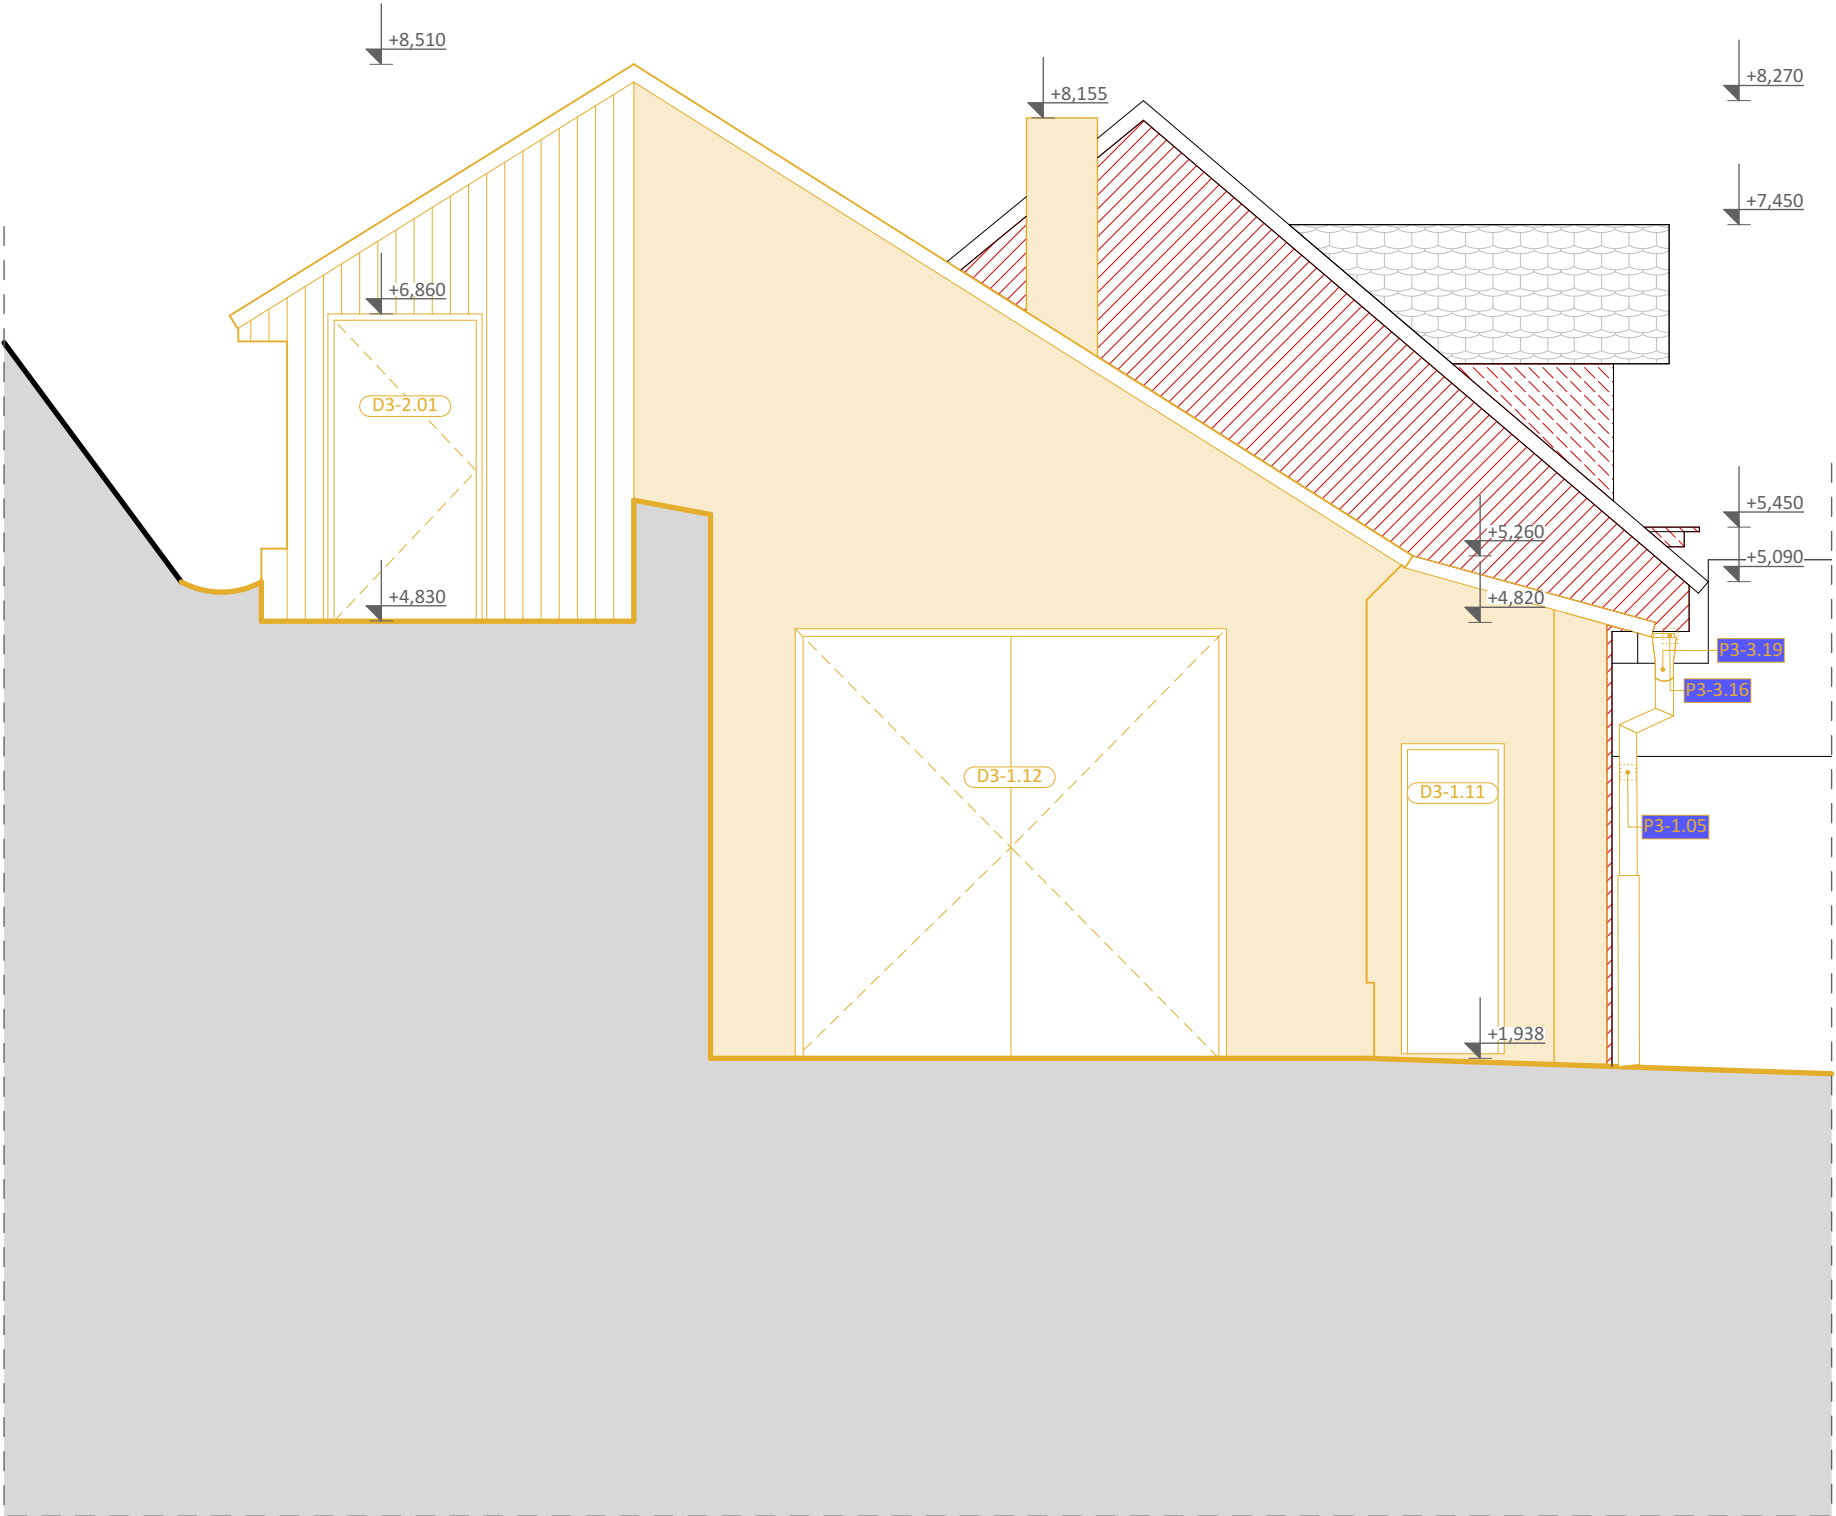 +8,510
+8,270
+8,155
+7,450
+6,860
D3-2.01
+5,450
+5,260
+5,090
+4,830
+4,820
P3-3.19
P3-3.16
D3-1.12
D3-1.11
P3-1.05
+1,938